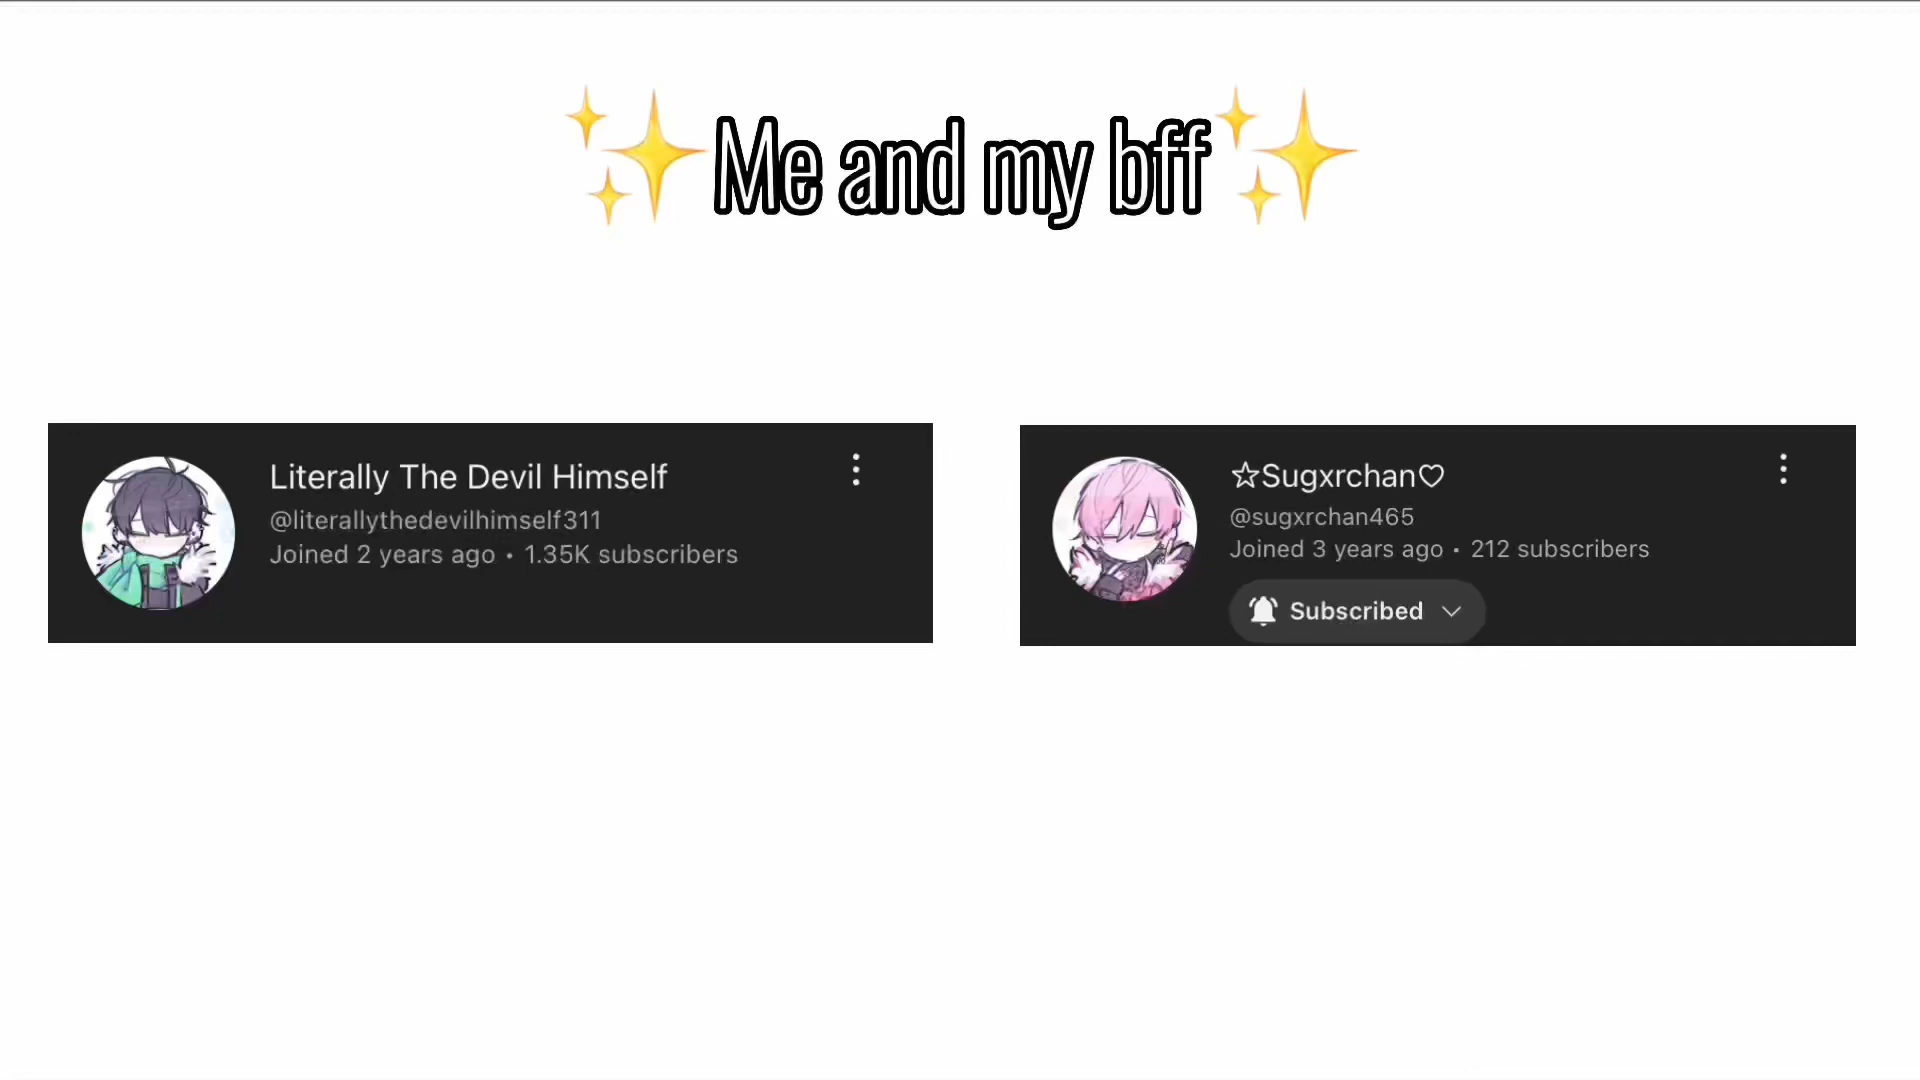 ✨Me and my bff✨
Literally The Devil Himself
@literallythedevilhimself311
Joined 2 years ago • 1.35K subscribers
☆Sugxrchan♡
@sugxrchan465
Joined 3 years ago • 212 subscribers
Subscribed